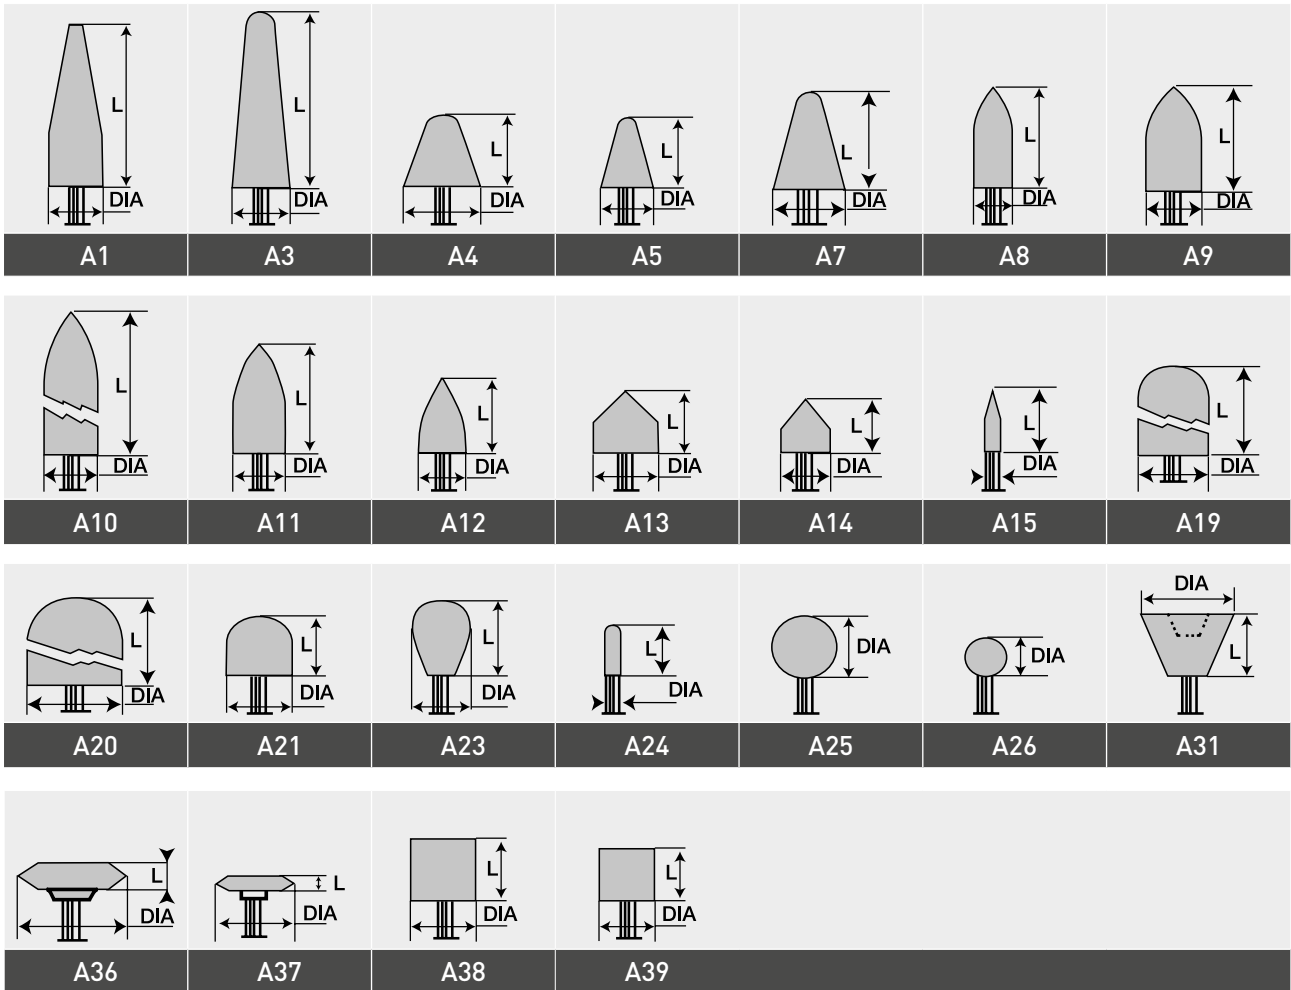 L L L L L L L
DIA DIA DIA DIA DIA DIA DIA
A1 A3 A4 A5 A7 A8 A9
L L L L L L L
DIA DIA DIA DIA DIA DIA DIA
A10 A11 A12 A13 A14 A15 A19
DIA
L L L L DIA DIA L
DIA DIA DIA DIA
A20 A21 A23 A24 A25 A26 A31
L L L L
DIA DIA DIA DIA
A36 A37 A38 A39